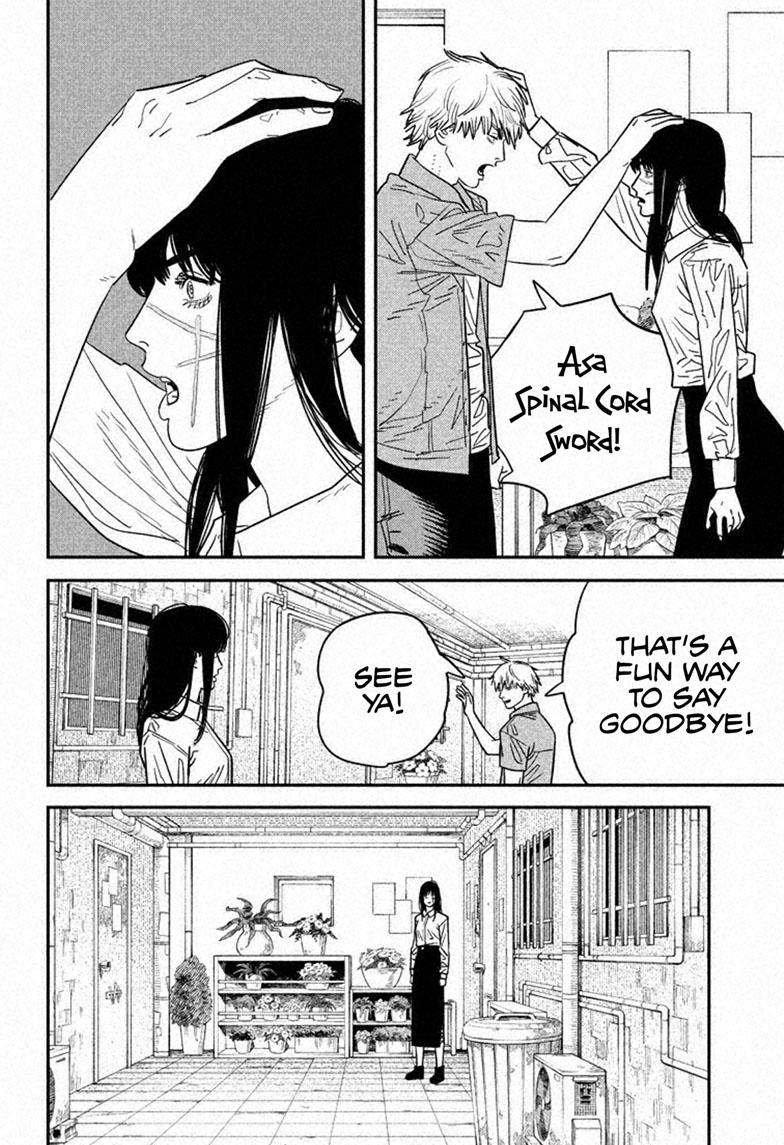 ASA
SPINAL CORD
SWORD!
THAT'S A
FUN WAY
TO SAY
GOODBYE!
SEE
YA!